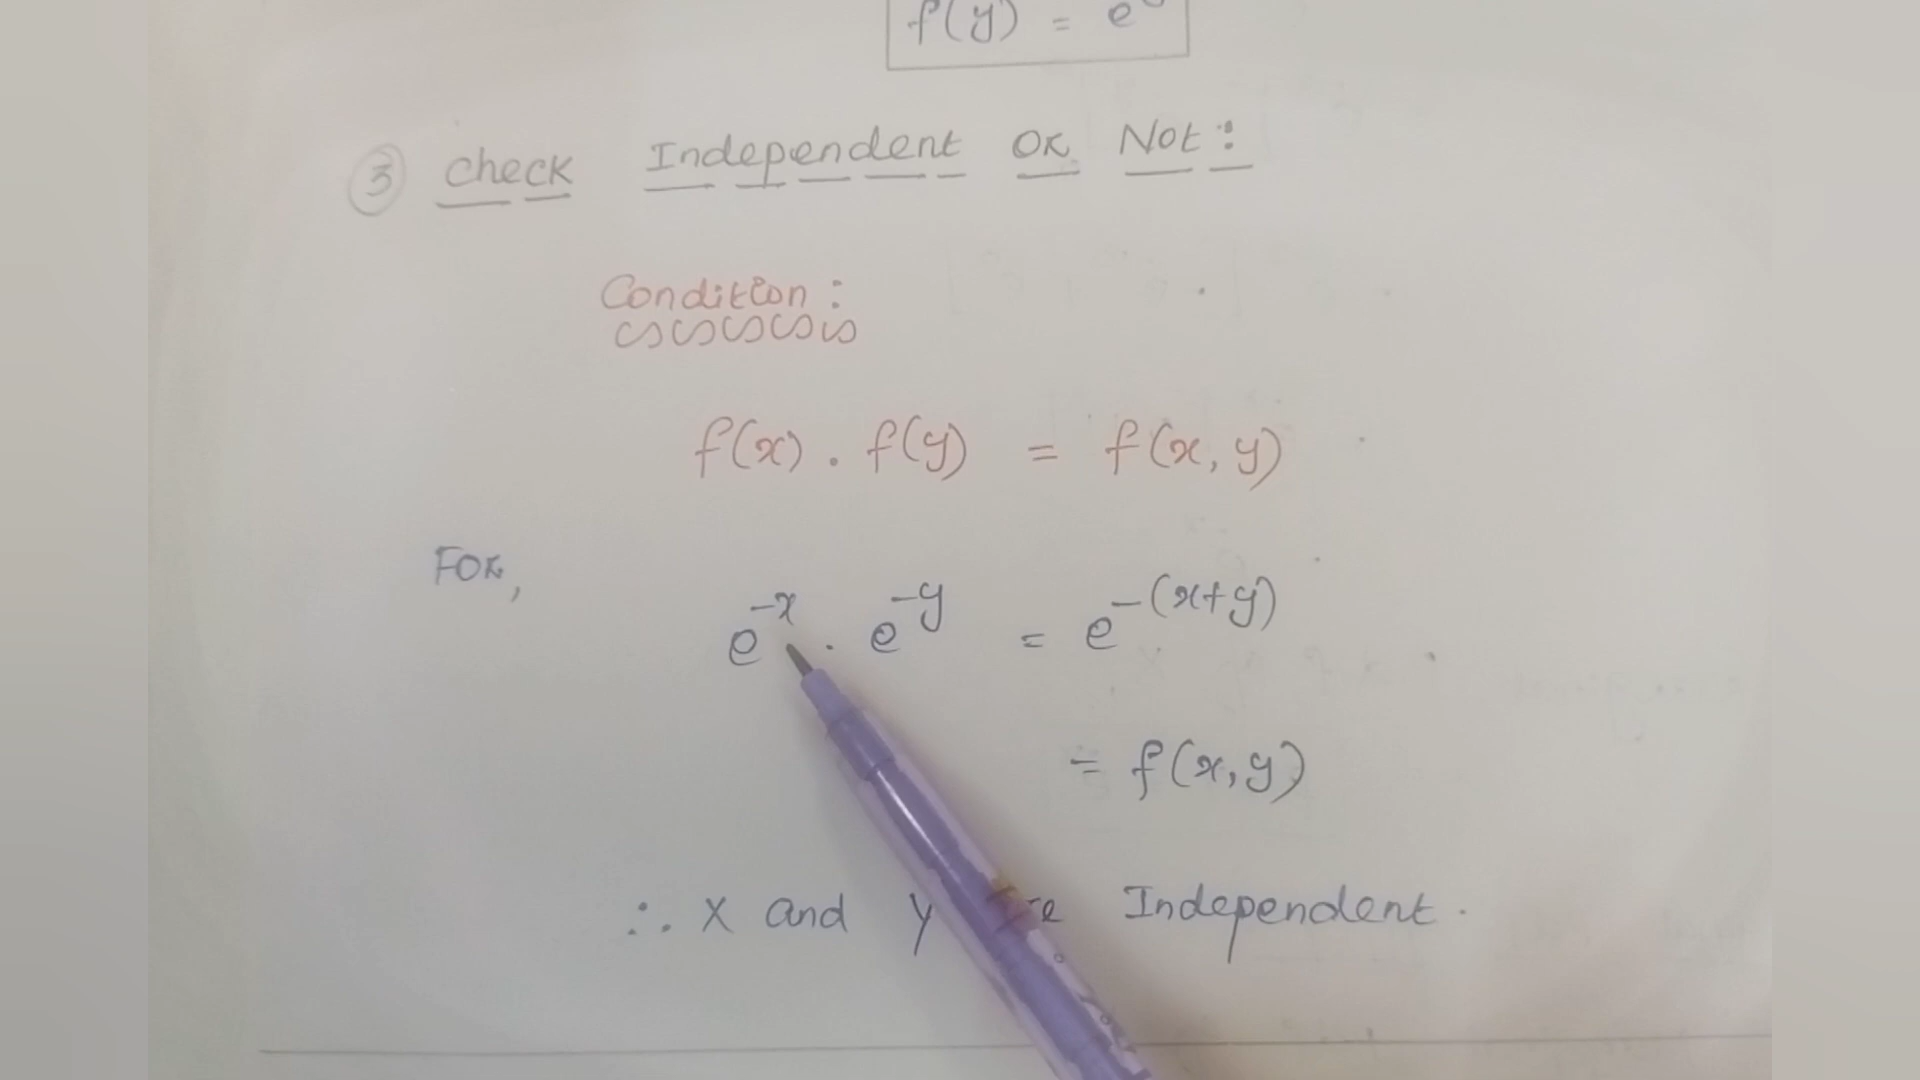 f(y) = e
③ Check Independent Or Not:
Condition:
f(x) . f(y) = f(x, y)
For,
e^{-x} . e^{-y} = e^{-(x+y)}
= f(x, y)
∴ X and Y Independent.